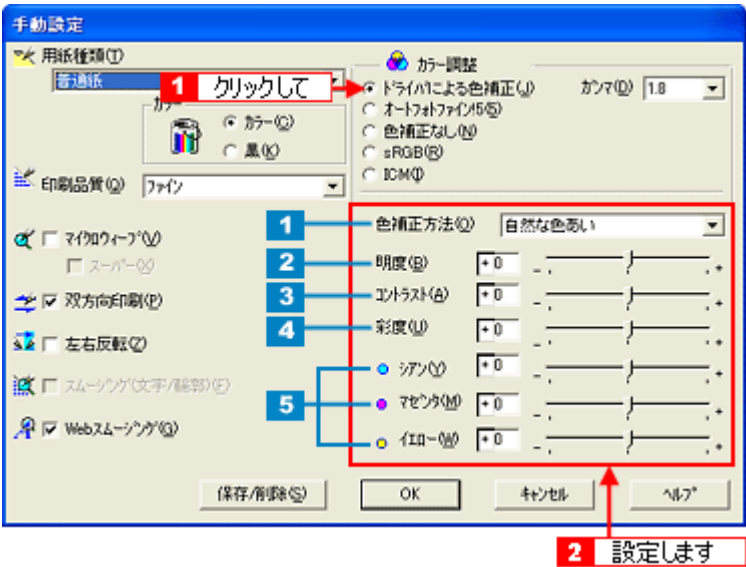 手動設定
用紙種類(T)
普通紙
1 クリックして
カラー
カラー(C)
黒(K)
印刷品質(Q) ファイン
マイクロウィーブ(V)
スーパー(X)
双方向印刷(P)
左右反転(Z)
スムージング(文字/輪郭)(F)
Webスムージング(G)
カラー調整
ドライバによる色補正(J) ガンマ(D) 1.8
オートフォトファイン!5(5)
色補正なし(N)
sRGB(R)
ICM(I)
1 色補正方法(O) 自然な色あい
2 明度(B) +0 - +
3 コントラスト(A) +0 - +
4 彩度(U) +0 - +
シアン(Y) +0 - +
5 マゼンタ(M) +0 - +
イエロー(W) +0 - +
保存/削除(S) OK キャンセル ヘルプ
2 設定します